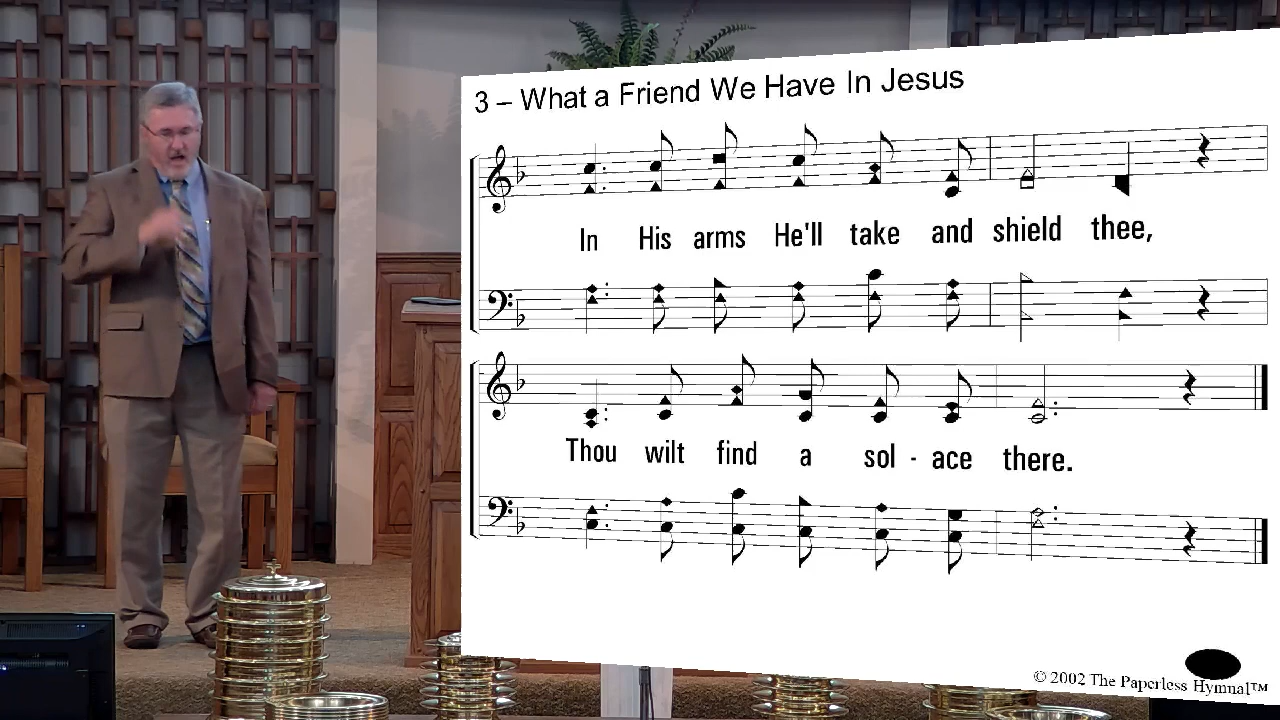 3 – What a Friend We Have In Jesus
In His arms He'll take and shield thee,
Thou wilt find a sol - ace there.
© 2002 The Paperless Hymnal™